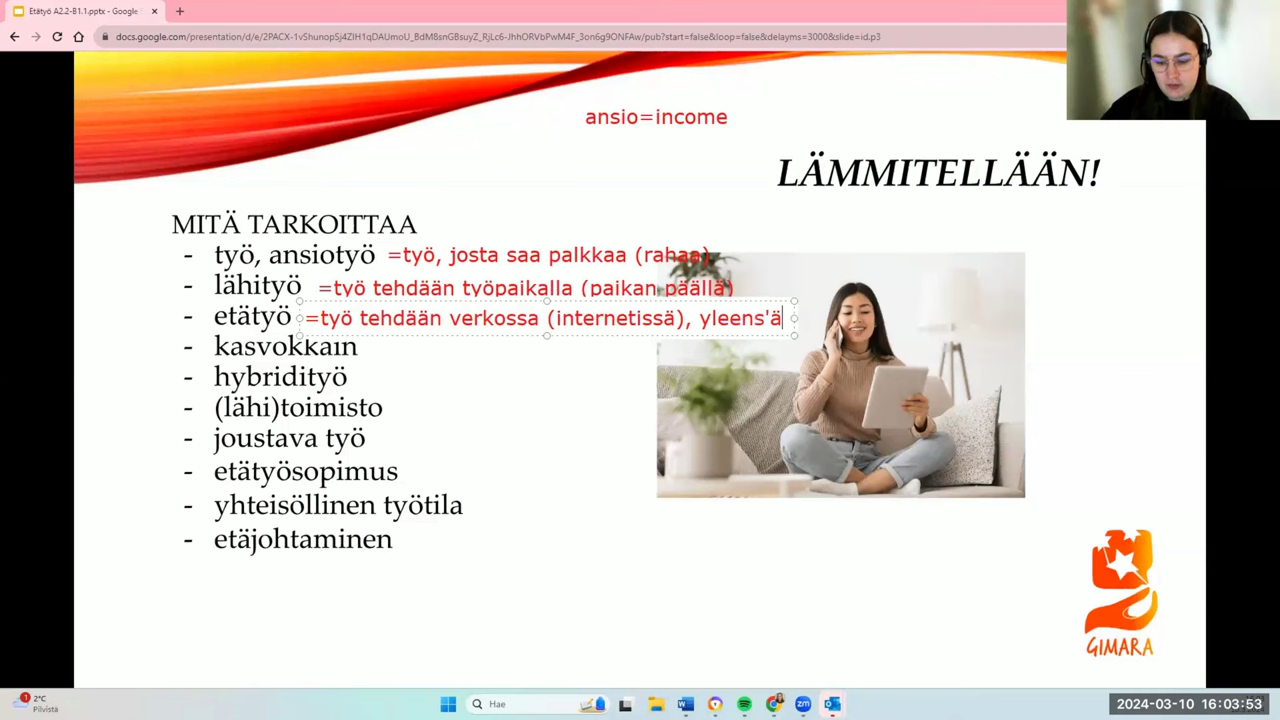 Etätyö A2.2-B1.1.pptx - Google
docs.google.com/presentation/d/e/2PACX-1vShunopSj4ZIH1qDAUmoU_BdM8snGBsuyZ_RjLc6-JhhORVbPwM4F_3on6g9ONFAw/pub?start=false&loop=false&delayms=3000&slide=id.p3
ansio=income
LÄMMITELLÄÄN!
MITÄ TARKOITTAA
- työ, ansiotyö =työ, josta saa palkkaa (rahaa)
- lähityö =työ tehdään työpaikalla (paikan päällä)
- etätyö =työ tehdään verkossa (internetissä), yleens'ä
- kasvokkain
- hybridityö
- (lähi)toimisto
- joustava työ
- etätyösopimus
- yhteisöllinen työtila
- etäjohtaminen
GIMARA
1
2°C
Pilvistä
Hae
2024-03-10 16:03:53